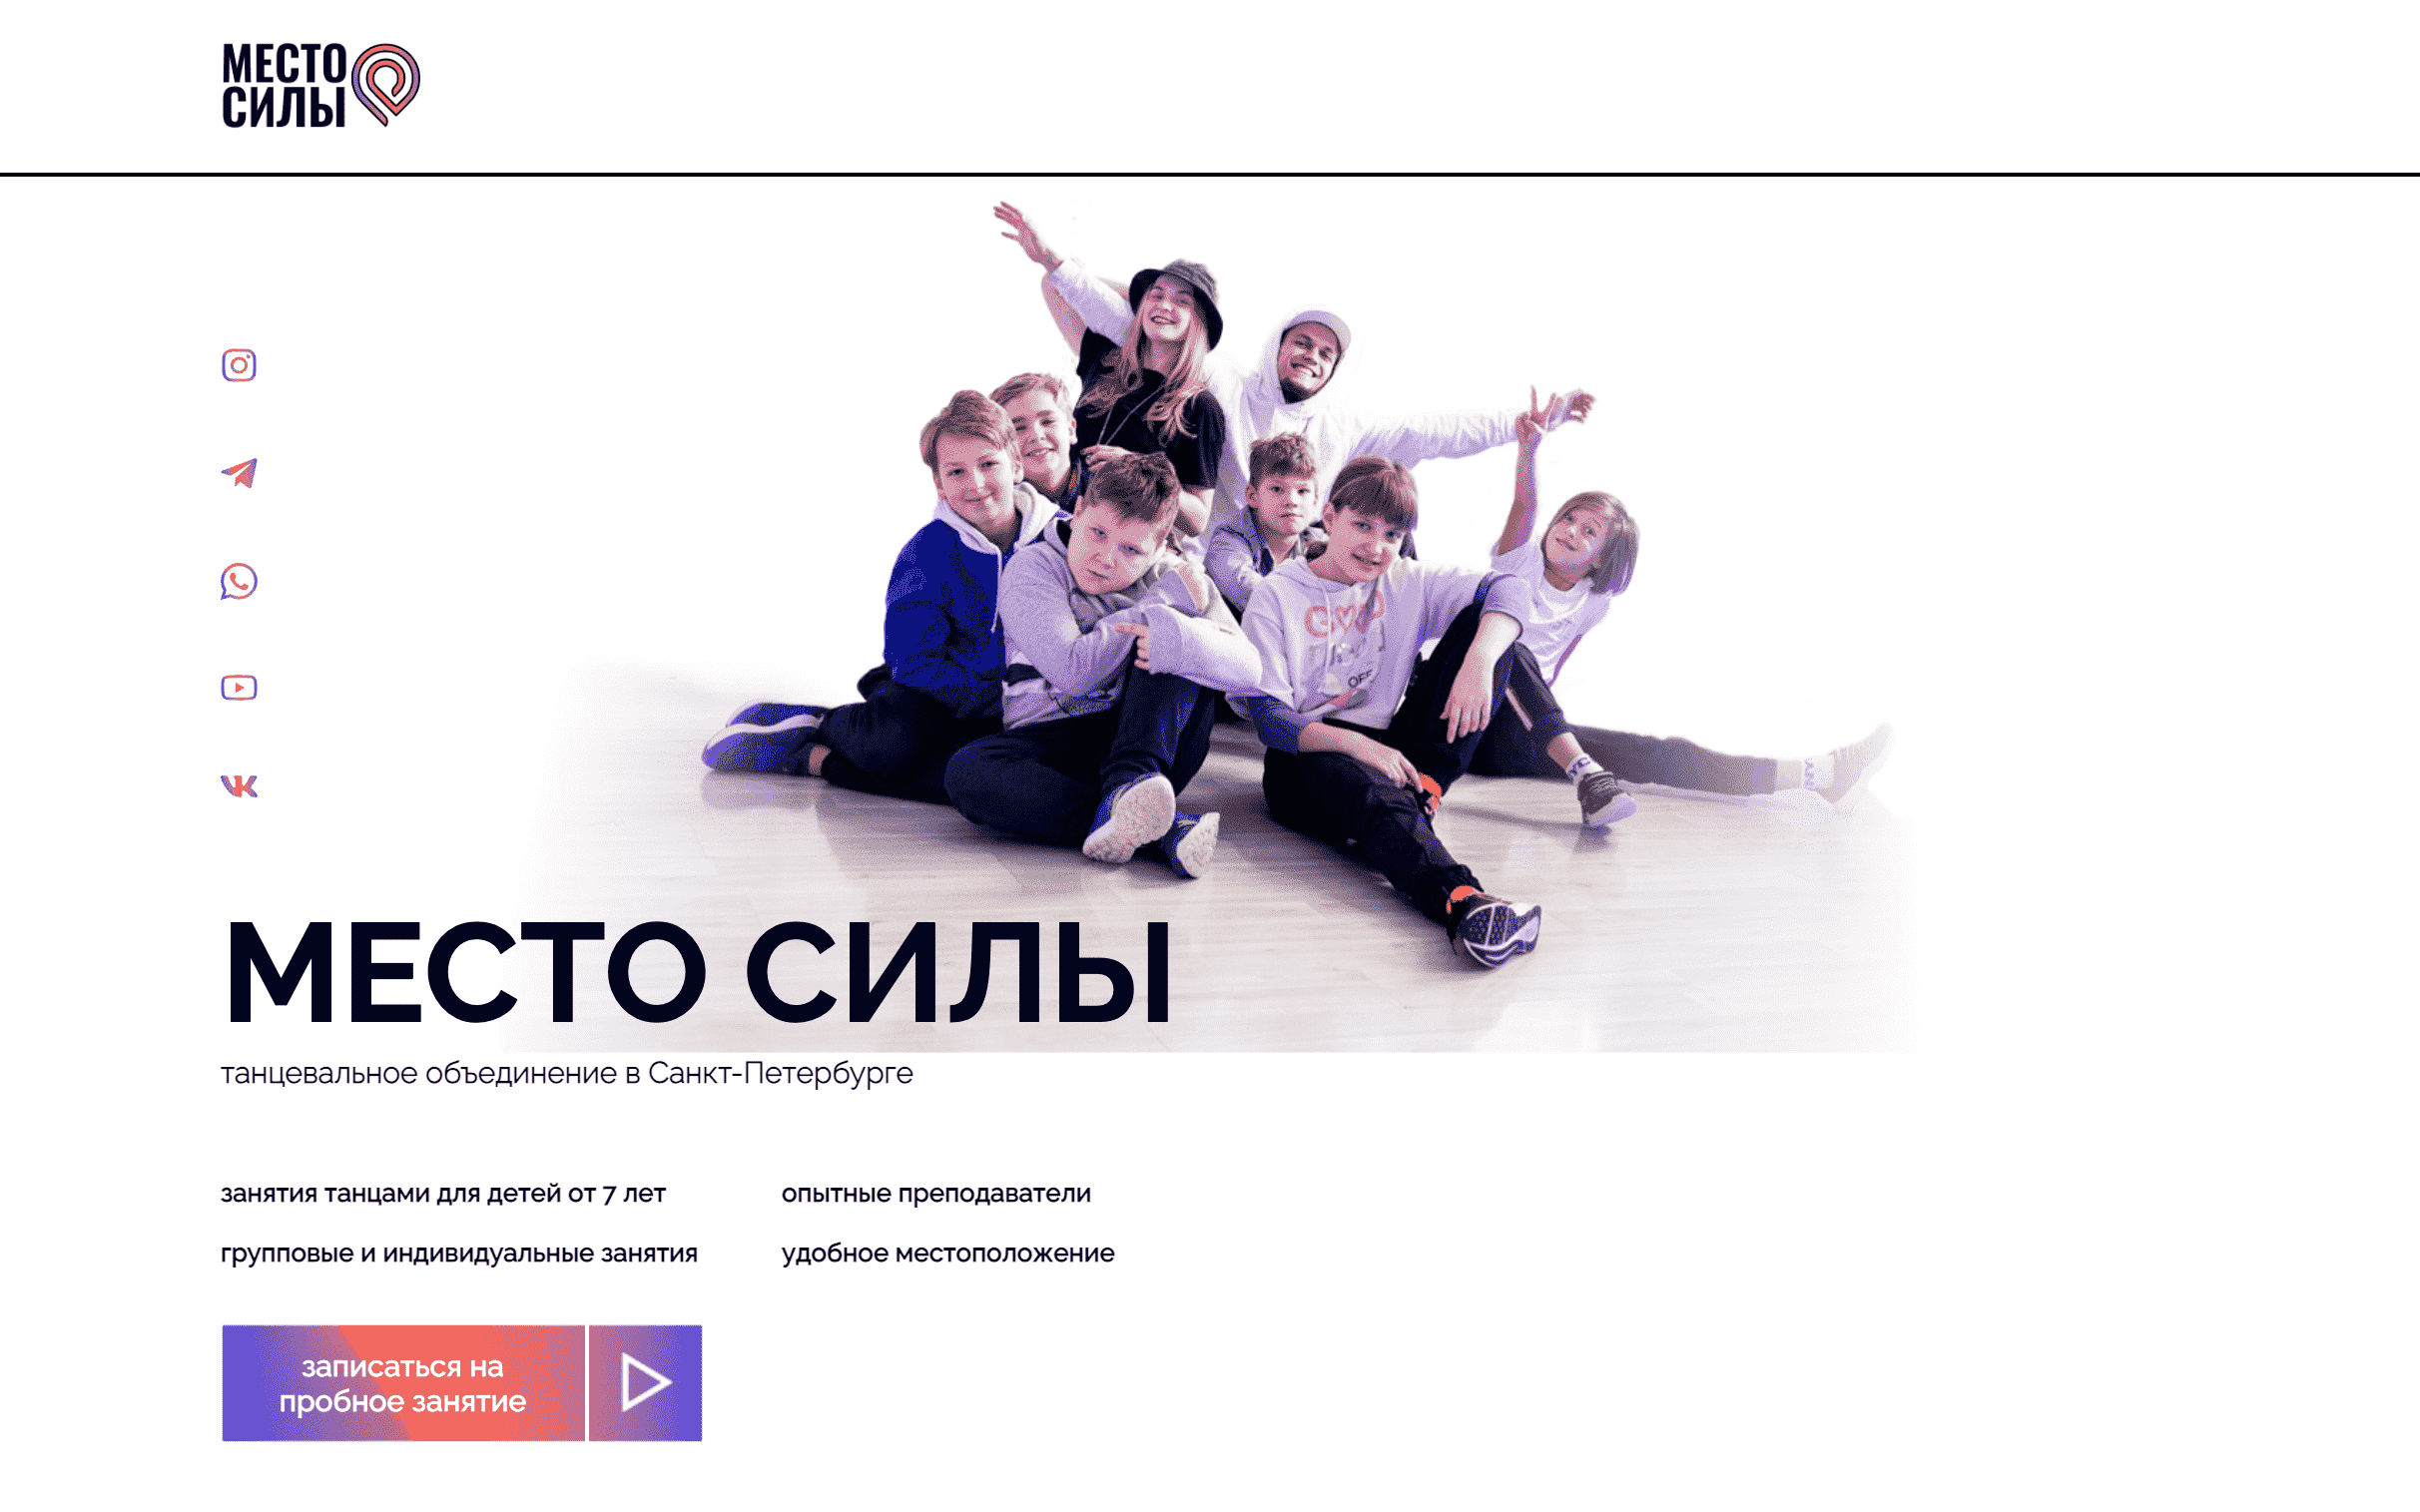 МЕСТО
СИЛЫ
OFF
МЕСТО СИЛЫ
танцевальное объединение в Санкт-Петербурге
занятия танцами для детей от 7 лет
опытные преподаватели
групповые и индивидуальные занятия
удобное местоположение
записаться на
пробное занятие